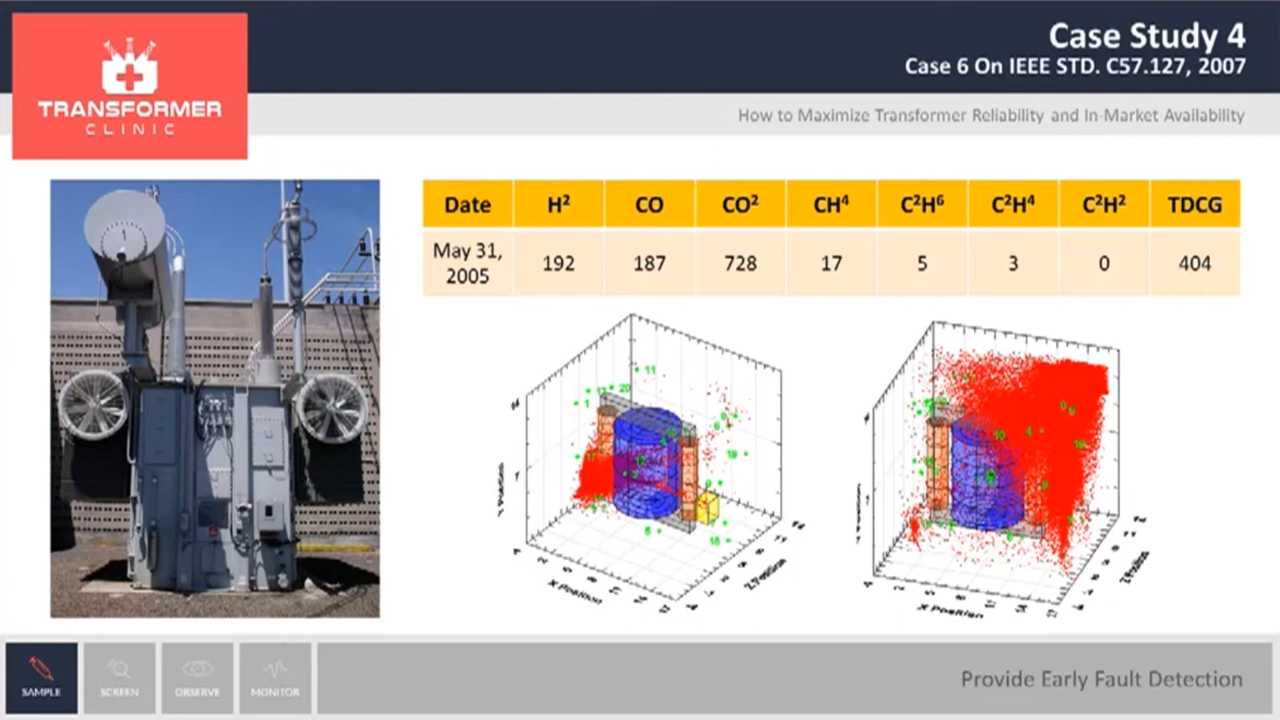 Case Study 4
Case 6 On IEEE STD. C57.127, 2007
TRANSFORMER
CLINIC
How to Maximize Transformer Reliability and In-Market Availability
Date H² CO CO² CH⁴ C²H⁶ C²H⁴ C²H² TDCG
May 31,
2005 192 187 728 17 5 3 0 404
11
20
X Position
Z Position
X Position
Z Position
SAMPLE
SCREEN
OBSERVE
MONITOR
Provide Early Fault Detection